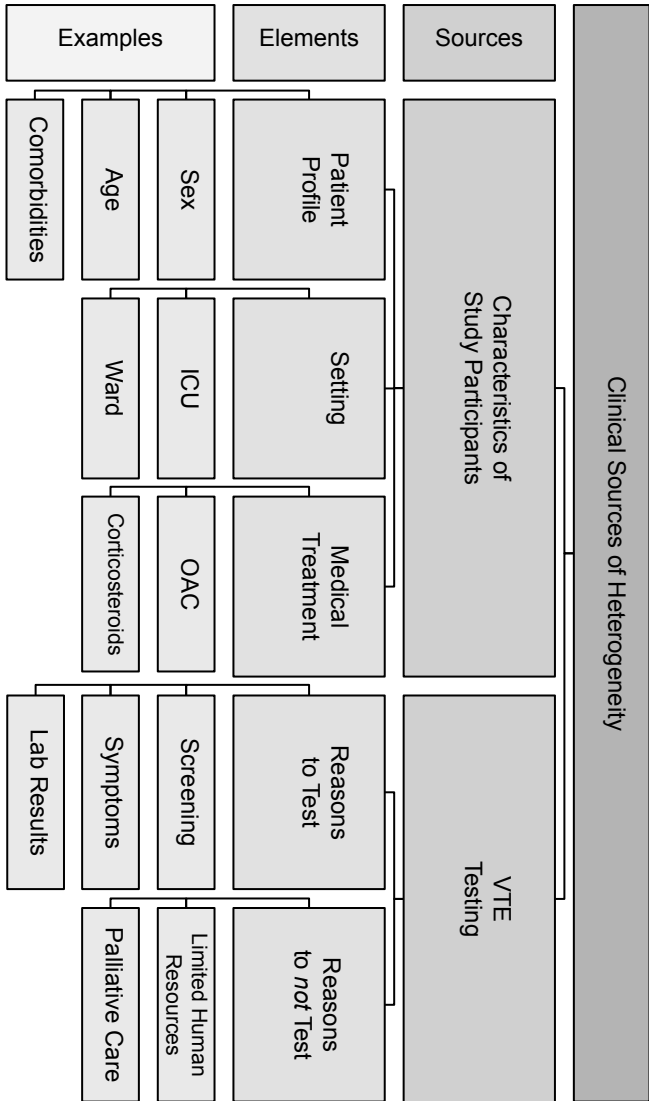 Clinical Sources of Heterogeneity
Sources
Characteristics of
Study Participants
VTE
Testing
Elements
Patient
Profile
Setting
Medical
Treatment
Reasons
to Test
Reasons
to not Test
Examples
Sex
ICU
OAC
Screening
Limited Human
Resources
Age
Ward
Corticosteroids
Symptoms
Palliative Care
Comorbidities
Lab Results